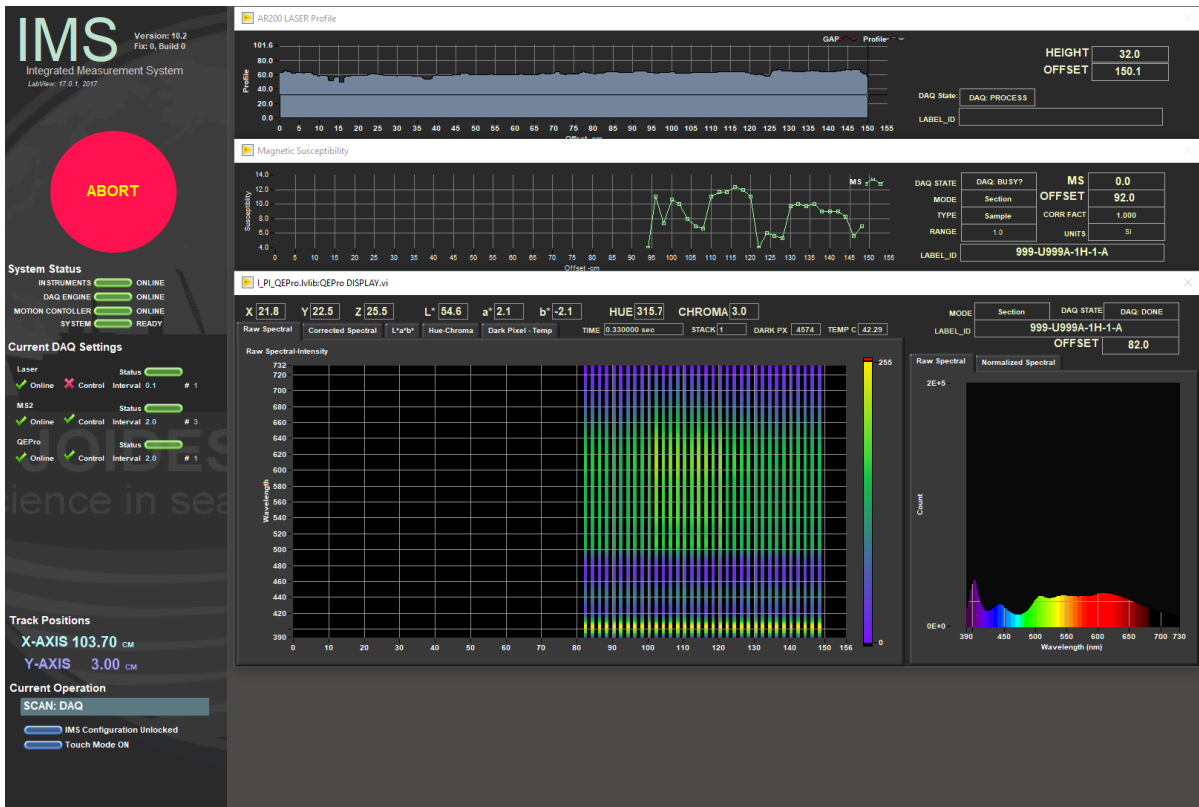 IMS
Version: 10.2
Fix: 0, Build 0
Integrated Measurement System
LabView: 17.0.1, 2017
ABORT
System Status
INSTRUMENTS ONLINE
DAQ ENGINE ONLINE
MOTION CONTOLLER ONLINE
SYSTEM READY
Current DAQ Settings
Laser Status
Online Control Interval 0.1 # 1
MS2 Status
Online Control Interval 2.0 # 3
QEPro Status
Online Control Interval 2.0 # 1
JOIDES
ience in sea
Track Positions
X-AXIS 103.70 CM
Y-AXIS 3.00 CM
Current Operation
SCAN: DAQ
IMS Configuration Unlocked
Touch Mode ON
AR200 LASER Profile
GAP Profile
101.6
80.0
60.0
40.0
20.0
0.0
Profile
0 5 10 15 20 25 30 35 40 45 50 55 60 65 70 75 80 85 90 95 100 105 110 115 120 125 130 135 140 145 150 155
Offset -cm
HEIGHT 32.0
OFFSET 150.1
DAQ State: DAQ: PROCESS
LABEL_ID
Magnetic Susceptibility
MS
14.0
12.0
10.0
8.0
6.0
4.0
Susceptiblity
0 5 10 15 20 25 30 35 40 45 50 55 60 65 70 75 80 85 90 95 100 105 110 115 120 125 130 135 140 145 150 155
Offset -cm
DAQ STATE DAQ: BUSY? MS 0.0
MODE Section OFFSET 92.0
TYPE Sample CORR FACT 1.000
RANGE 1.0 UNITS SI
LABEL_ID 999-U999A-1H-1-A
I_PI_QEPro.lvlib:QEPro DISPLAY.vi
X 21.8 Y 22.5 Z 25.5 L* 54.6 a* 2.1 b* -2.1 HUE 315.7 CHROMA 3.0
Raw Spectral Corrected Spectral L*a*b* Hue-Chroma Dark Pixel - Temp TIME 0.330000 sec STACK 1 DARK PX 4574 TEMP C 42.29
Raw Spectral-Intensity
732
720
700
680
660
640
620
600
580
560
540
520
500
480
460
440
420
390
Wavelength
0 10 20 30 40 50 60 70 80 90 100 110 120 130 140 150 156
255
0
MODE Section DAQ STATE DAQ: DONE
LABEL_ID 999-U999A-1H-1-A
OFFSET 82.0
Raw Spectral Normalized Spectral
2E+5
Count
0E+0
390 450 500 550 600 650 700 730
Wavelength (nm)